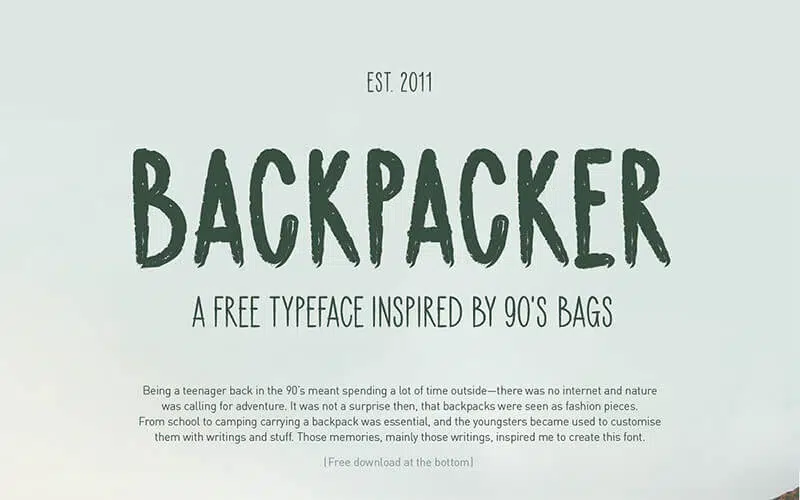 EST. 2011
BACKPACKER
A FREE TYPEFACE INSPIRED BY 90'S BAGS
Being a teenager back in the 90's meant spending a lot of time outside—there was no internet and nature
was calling for adventure. It was not a surprise then, that backpacks were seen as fashion pieces.
From school to camping carrying a backpack was essential, and the youngsters became used to customise
them with writings and stuff. Those memories, mainly those writings, inspired me to create this font.
(Free download at the bottom)